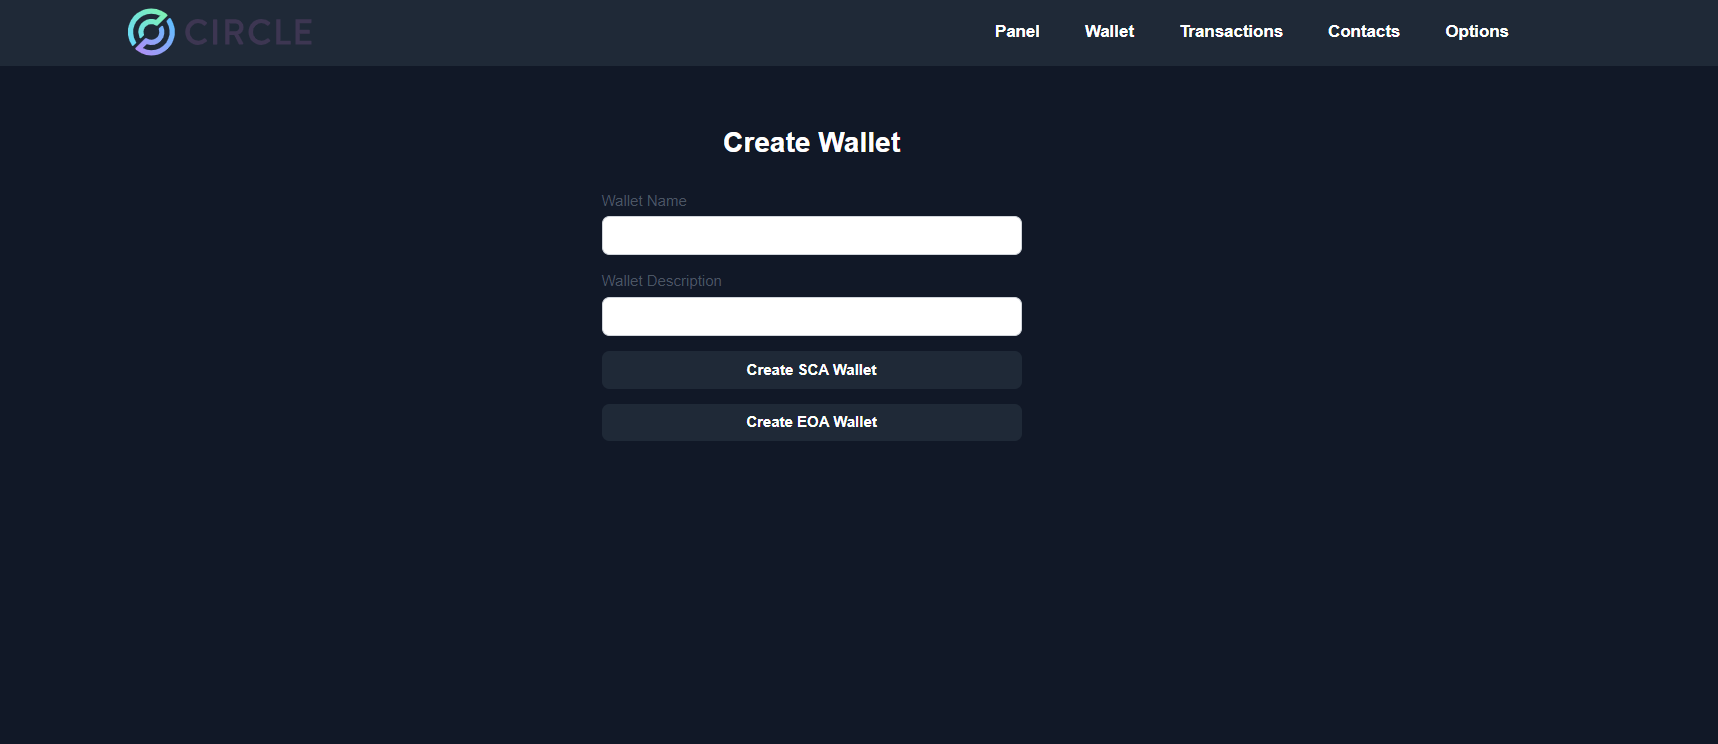 CIRCLE
Panel Wallet Transactions Contacts Options
Create Wallet
Wallet Name
Wallet Description
Create SCA Wallet
Create EOA Wallet